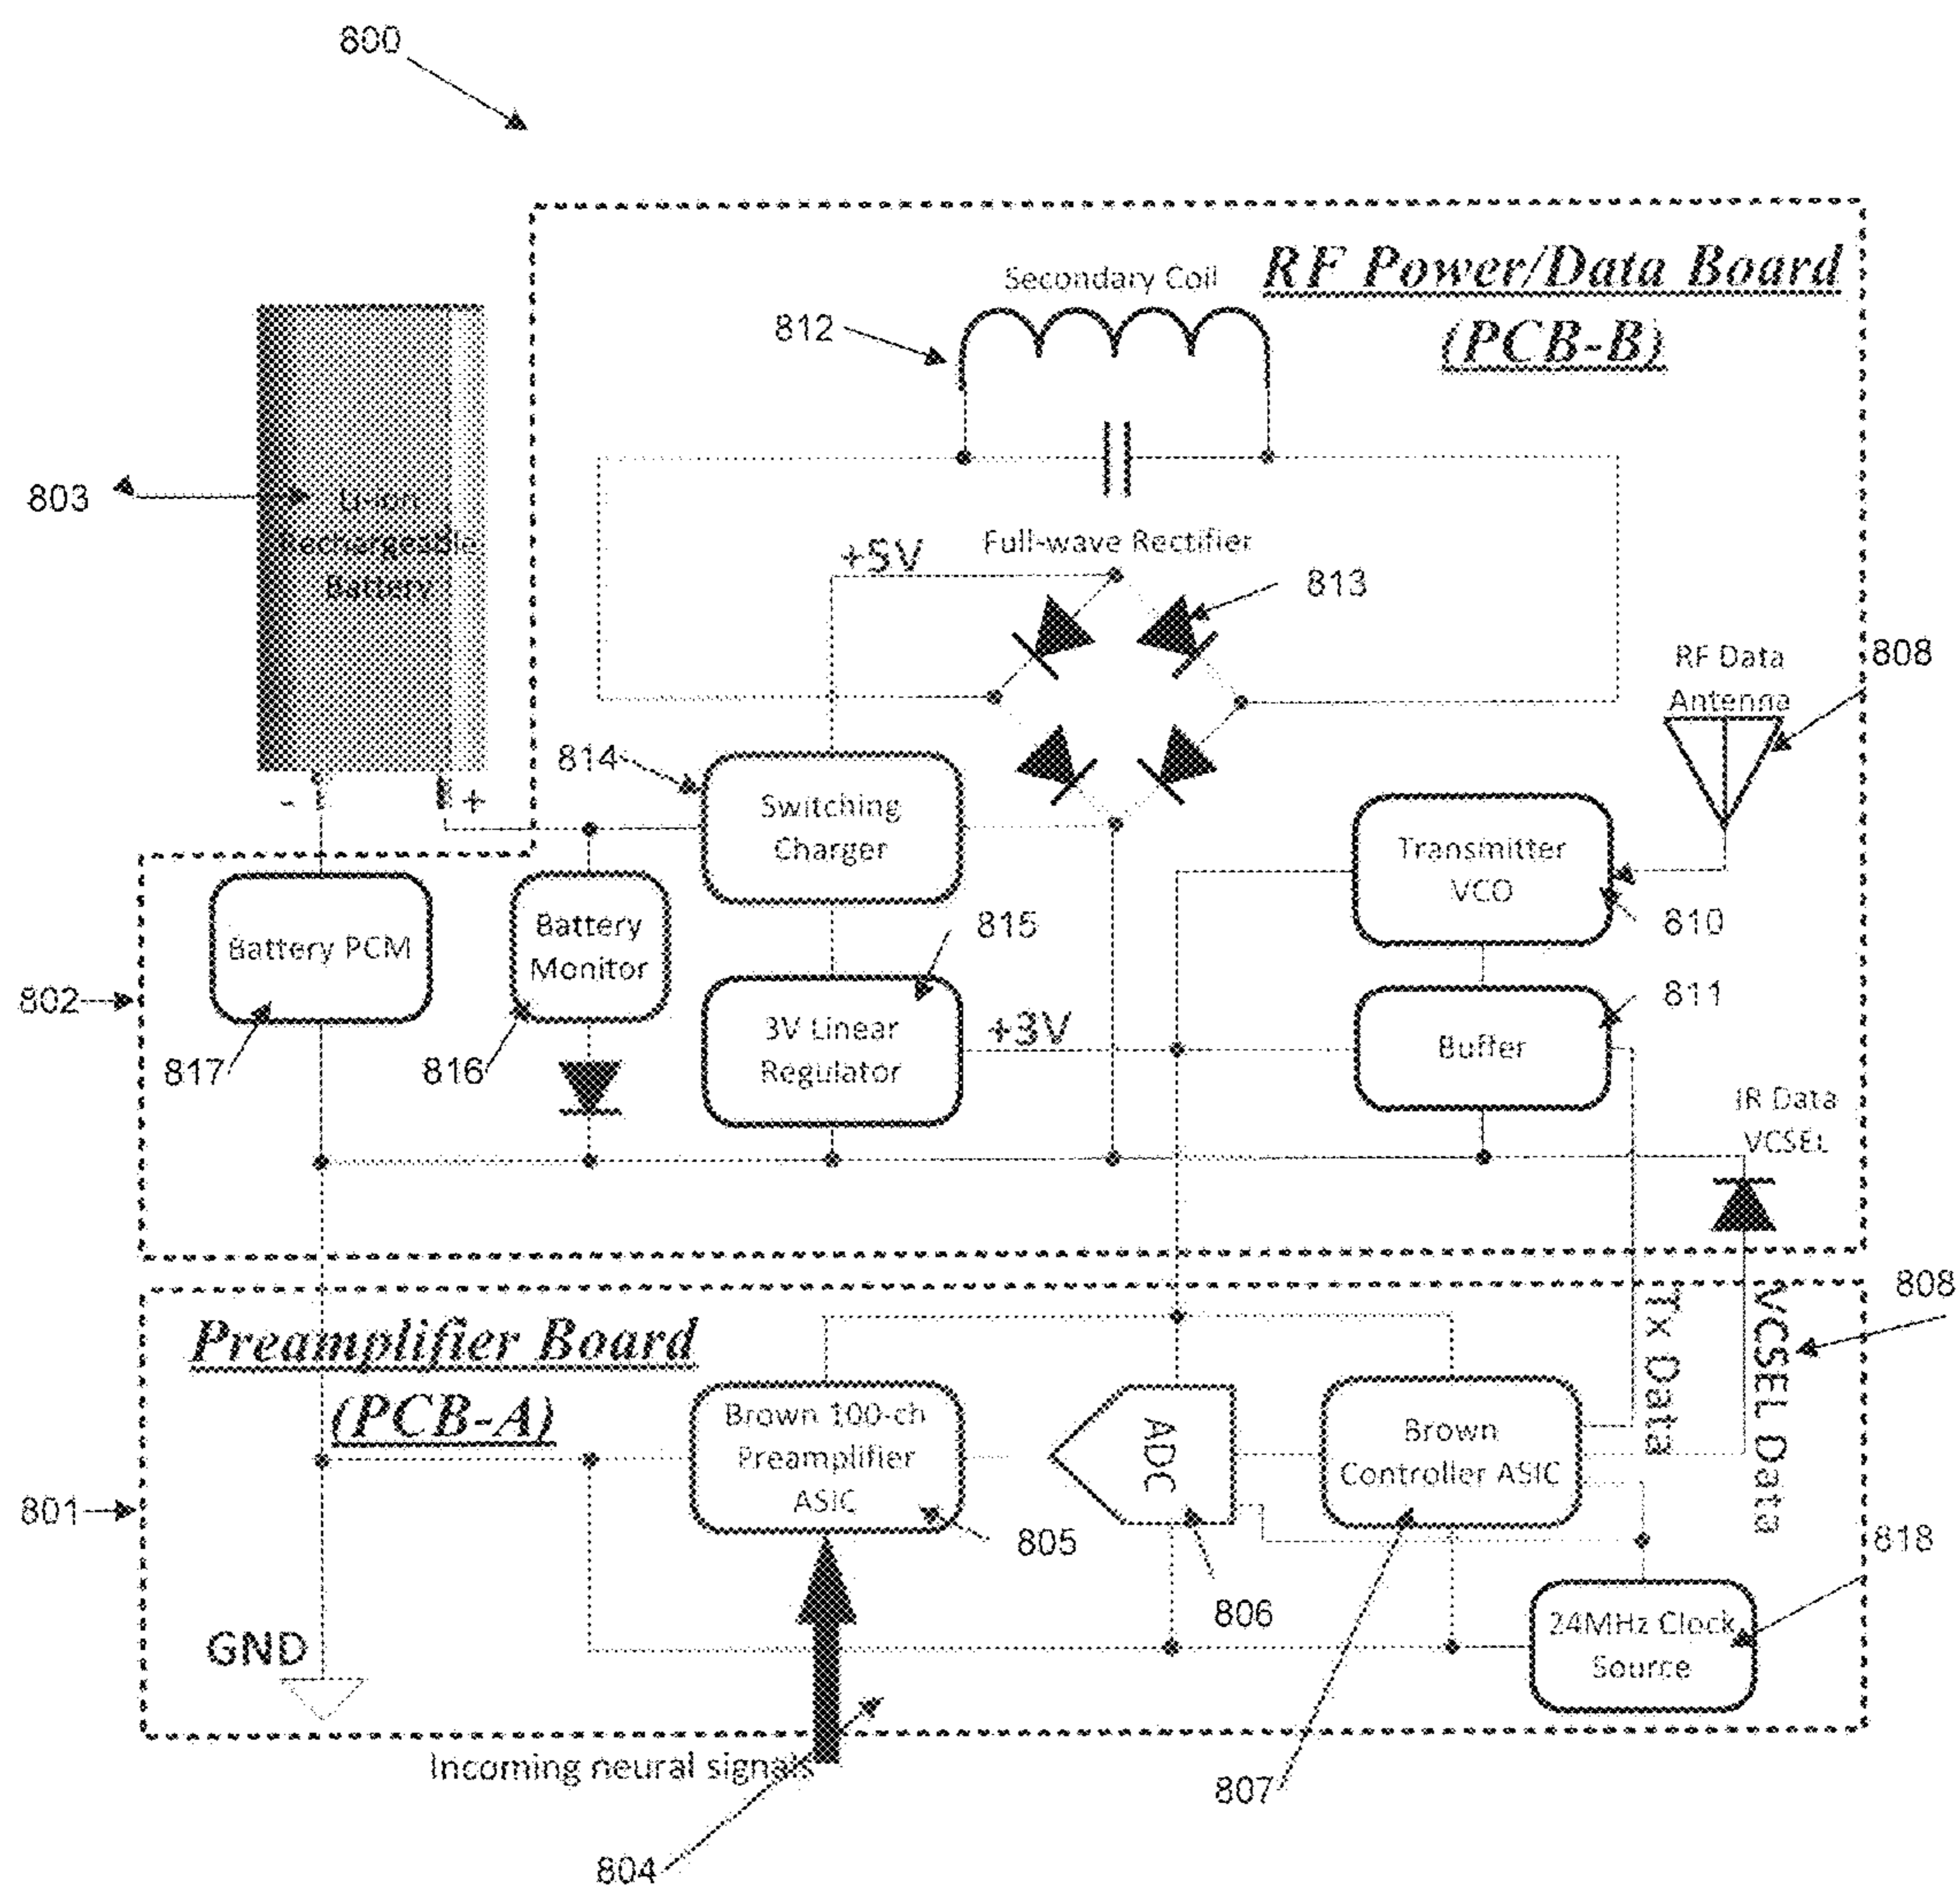 800
RF Power/Data Board
(PCB-B)
Secondary Coil
812
803
Li-ion
Rechargeable
Battery
- +
+5V
Full-wave Rectifier
813
RF Data
Antenna
808
814
Switching
Charger
Transmitter
VCO
810
Battery PCM
Battery
Monitor
815
802
817
816
3V Linear
Regulator
+3V
811
Buffer
IR Data
VCSEL
Tx Data
VCSEL Data
808
Preamplifier Board
(PCB-A)
Brown 100-ch
Preamplifier
ASIC
ADC
Brown
Controller ASIC
801
805
806
818
GND
24MHz Clock
Source
Incoming neural signals
807
804